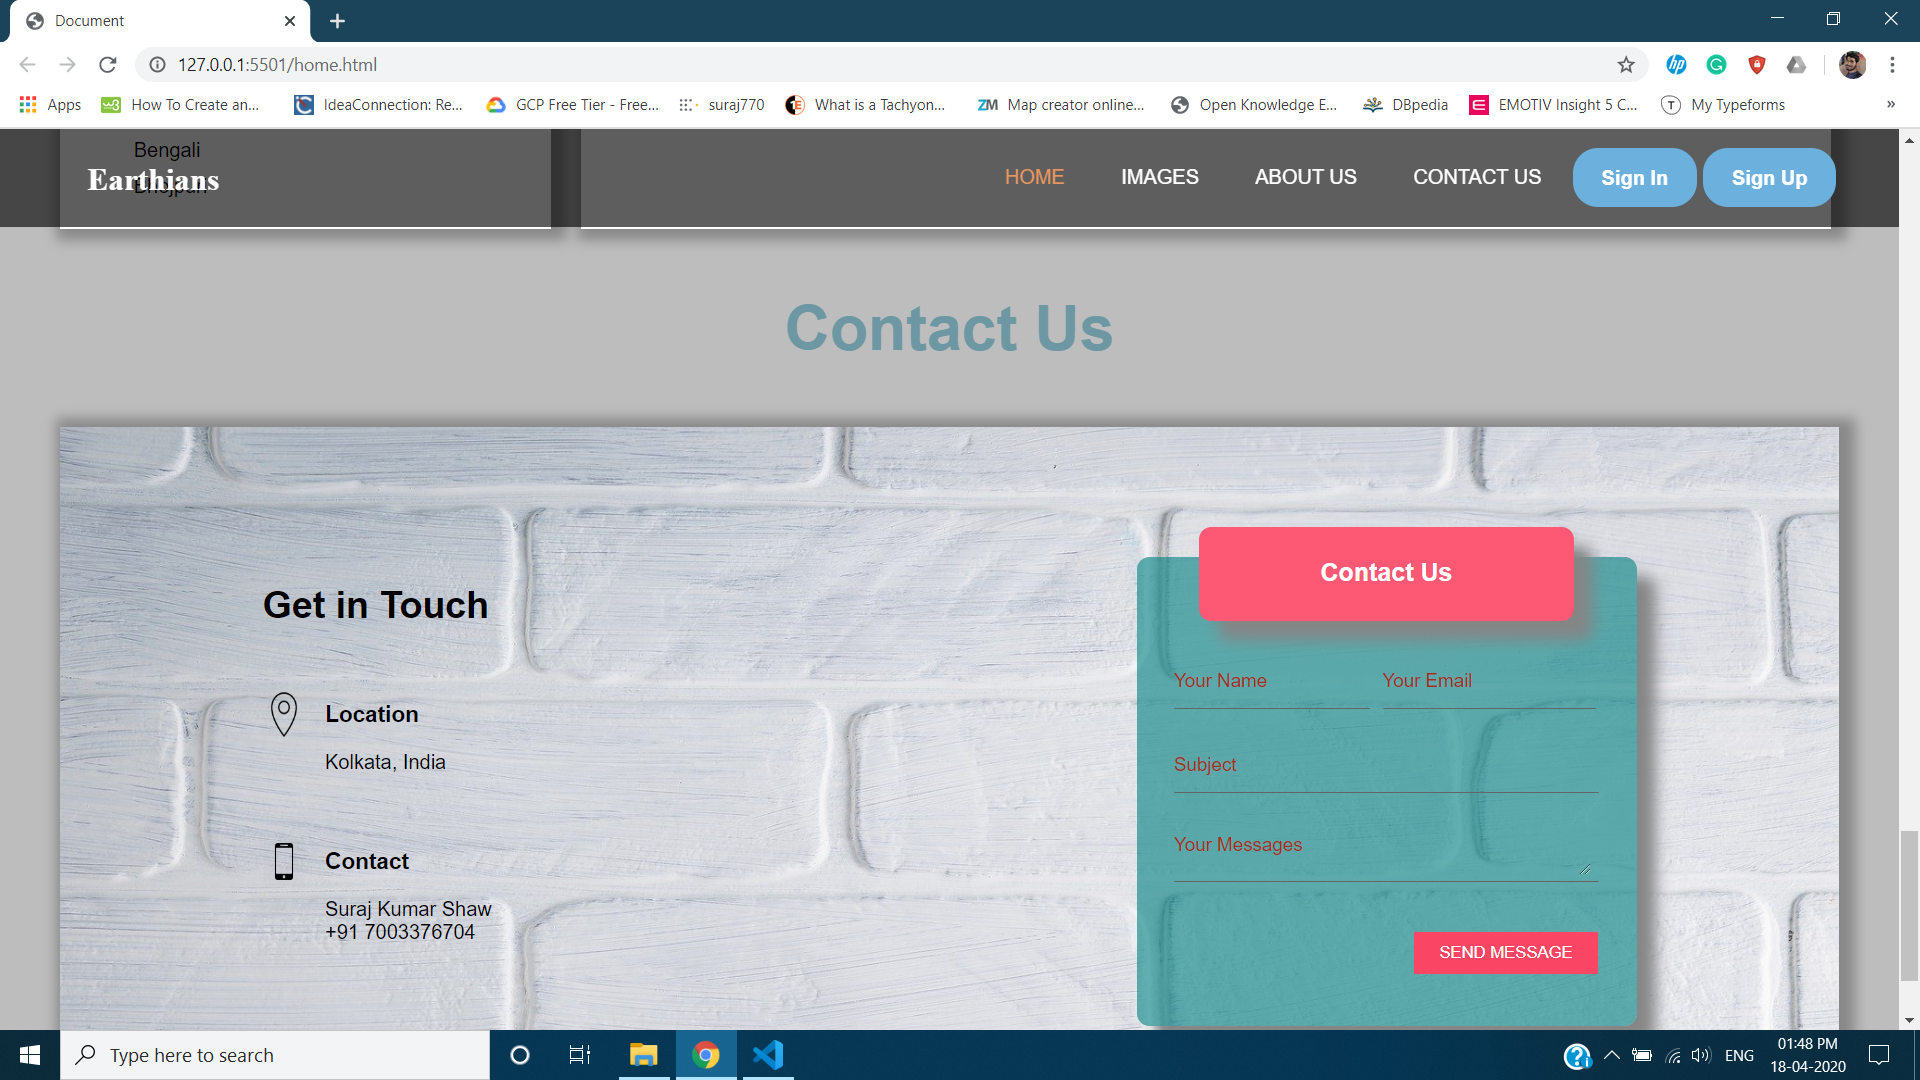 Document
127.0.0.1:5501/home.html
Apps
How To Create an...
IdeaConnection: Re...
GCP Free Tier - Free...
suraj770
What is a Tachyon...
Map creator online...
Open Knowledge E...
DBpedia
EMOTIV Insight 5 C...
My Typeforms
Bengali
Bhojpuri
Earthians
HOME
IMAGES
ABOUT US
CONTACT US
Sign In
Sign Up
Contact Us
Get in Touch
Location
Kolkata, India
Contact
Suraj Kumar Shaw
+91 7003376704
Contact Us
Your Name
Your Email
Subject
Your Messages
SEND MESSAGE
Type here to search
ENG
01:48 PM
18-04-2020